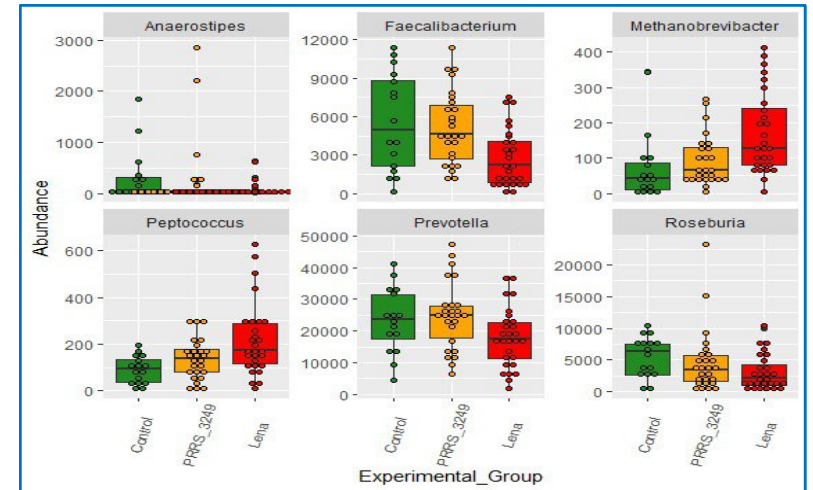 Anaerostipes
Faecalibacterium
Methanobrevibacter
3000
2000
1000
0
12000
9000
6000
3000
0
400
300
200
100
0
Abundance
Peptococcus
Prevotella
Roseburia
600
400
200
0
50000
40000
30000
20000
10000
0
20000
15000
10000
5000
0
Control
PRRS_3249
Lena
Control
PRRS_3249
Lena
Control
PRRS_3249
Lena
Experimental_Group